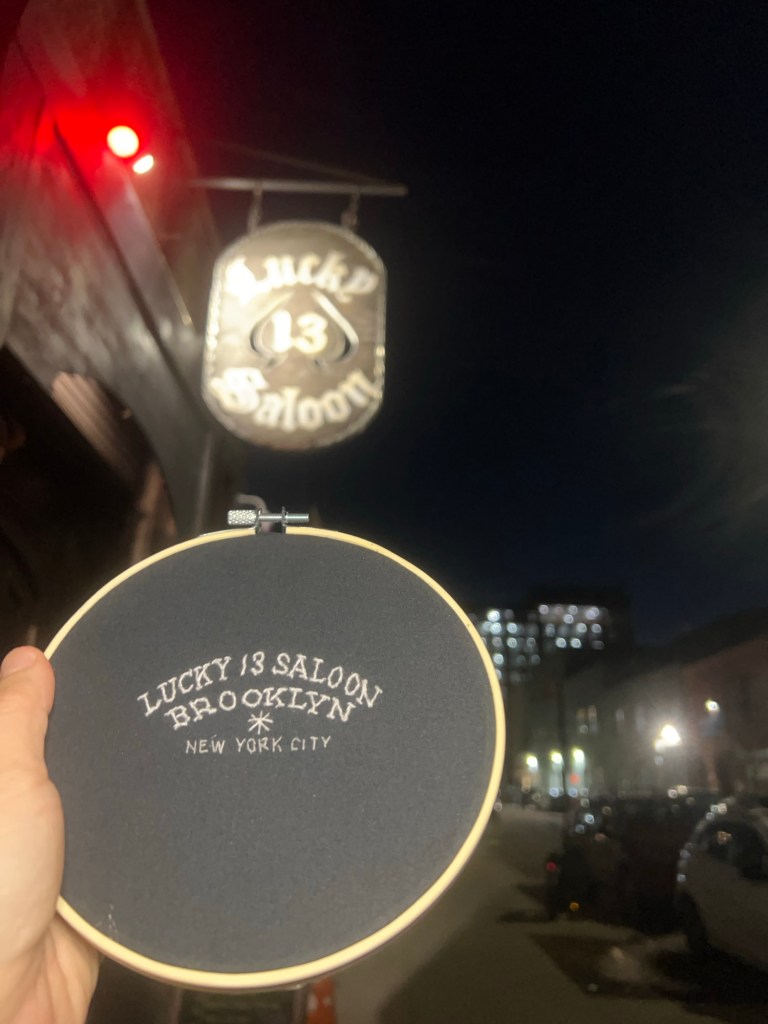 Lucky
13
Saloon
LUCKY 13 SALOON
BROOKLYN
NEW YORK CITY